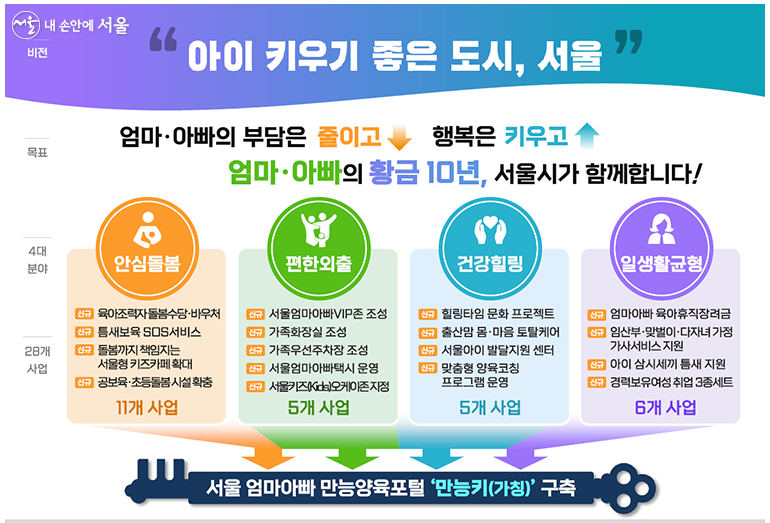 서울 내 손안에 서울
비전
“ 아이 키우기 좋은 도시, 서울 ”
목표
엄마·아빠의 부담은 줄이고 행복은 키우고
엄마·아빠의 황금 10년, 서울시가 함께합니다!
4대
분야
안심돌봄
편한외출
건강힐링
일생활균형
28개
사업
신규 육아조력자 돌봄수당·바우처
신규 틈새보육 SOS서비스
신규 돌봄까지 책임지는
서울형 키즈카페 확대
신규 공보육·초등돌봄시설 확충
11개 사업
신규 서울엄마아빠VIP존 조성
신규 가족화장실 조성
신규 가족우선주차장 조성
신규 서울엄마아빠택시 운영
신규 서울키즈(Kids)오케이존 지정
5개 사업
신규 힐링타임 문화 프로젝트
신규 출산맘 몸·마음 토탈케어
신규 서울아이 발달지원 센터
신규 맞춤형 양육코칭
프로그램 운영
5개 사업
신규 엄마아빠 육아휴직장려금
신규 임산부·맞벌이·다자녀 가정
가사서비스 지원
신규 아이 삼시세끼 틈새 지원
신규 경력보유여성 취업 3종세트
6개 사업
서울 엄마아빠 만능양육포털 ‘만능키(가칭)’ 구축